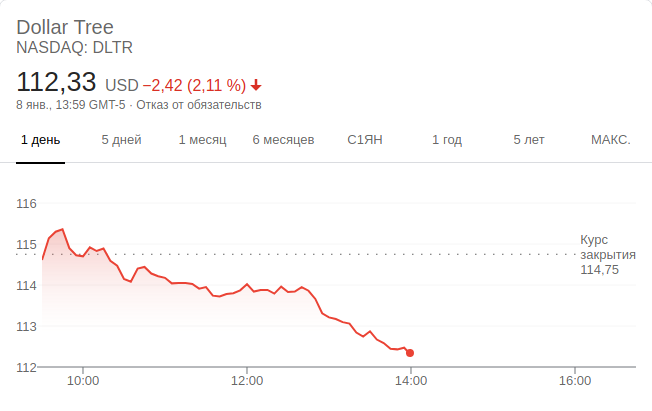 Dollar Tree
NASDAQ: DLTR
112,33 USD −2,42 (2,11 %)
8 янв., 13:59 GMT-5 · Отказ от обязательств
1 день 5 дней 1 месяц 6 месяцев С1ЯН 1 год 5 лет МАКС.
116
115
114
113
112
Курс
закрытия
114,75
10:00 12:00 14:00 16:00